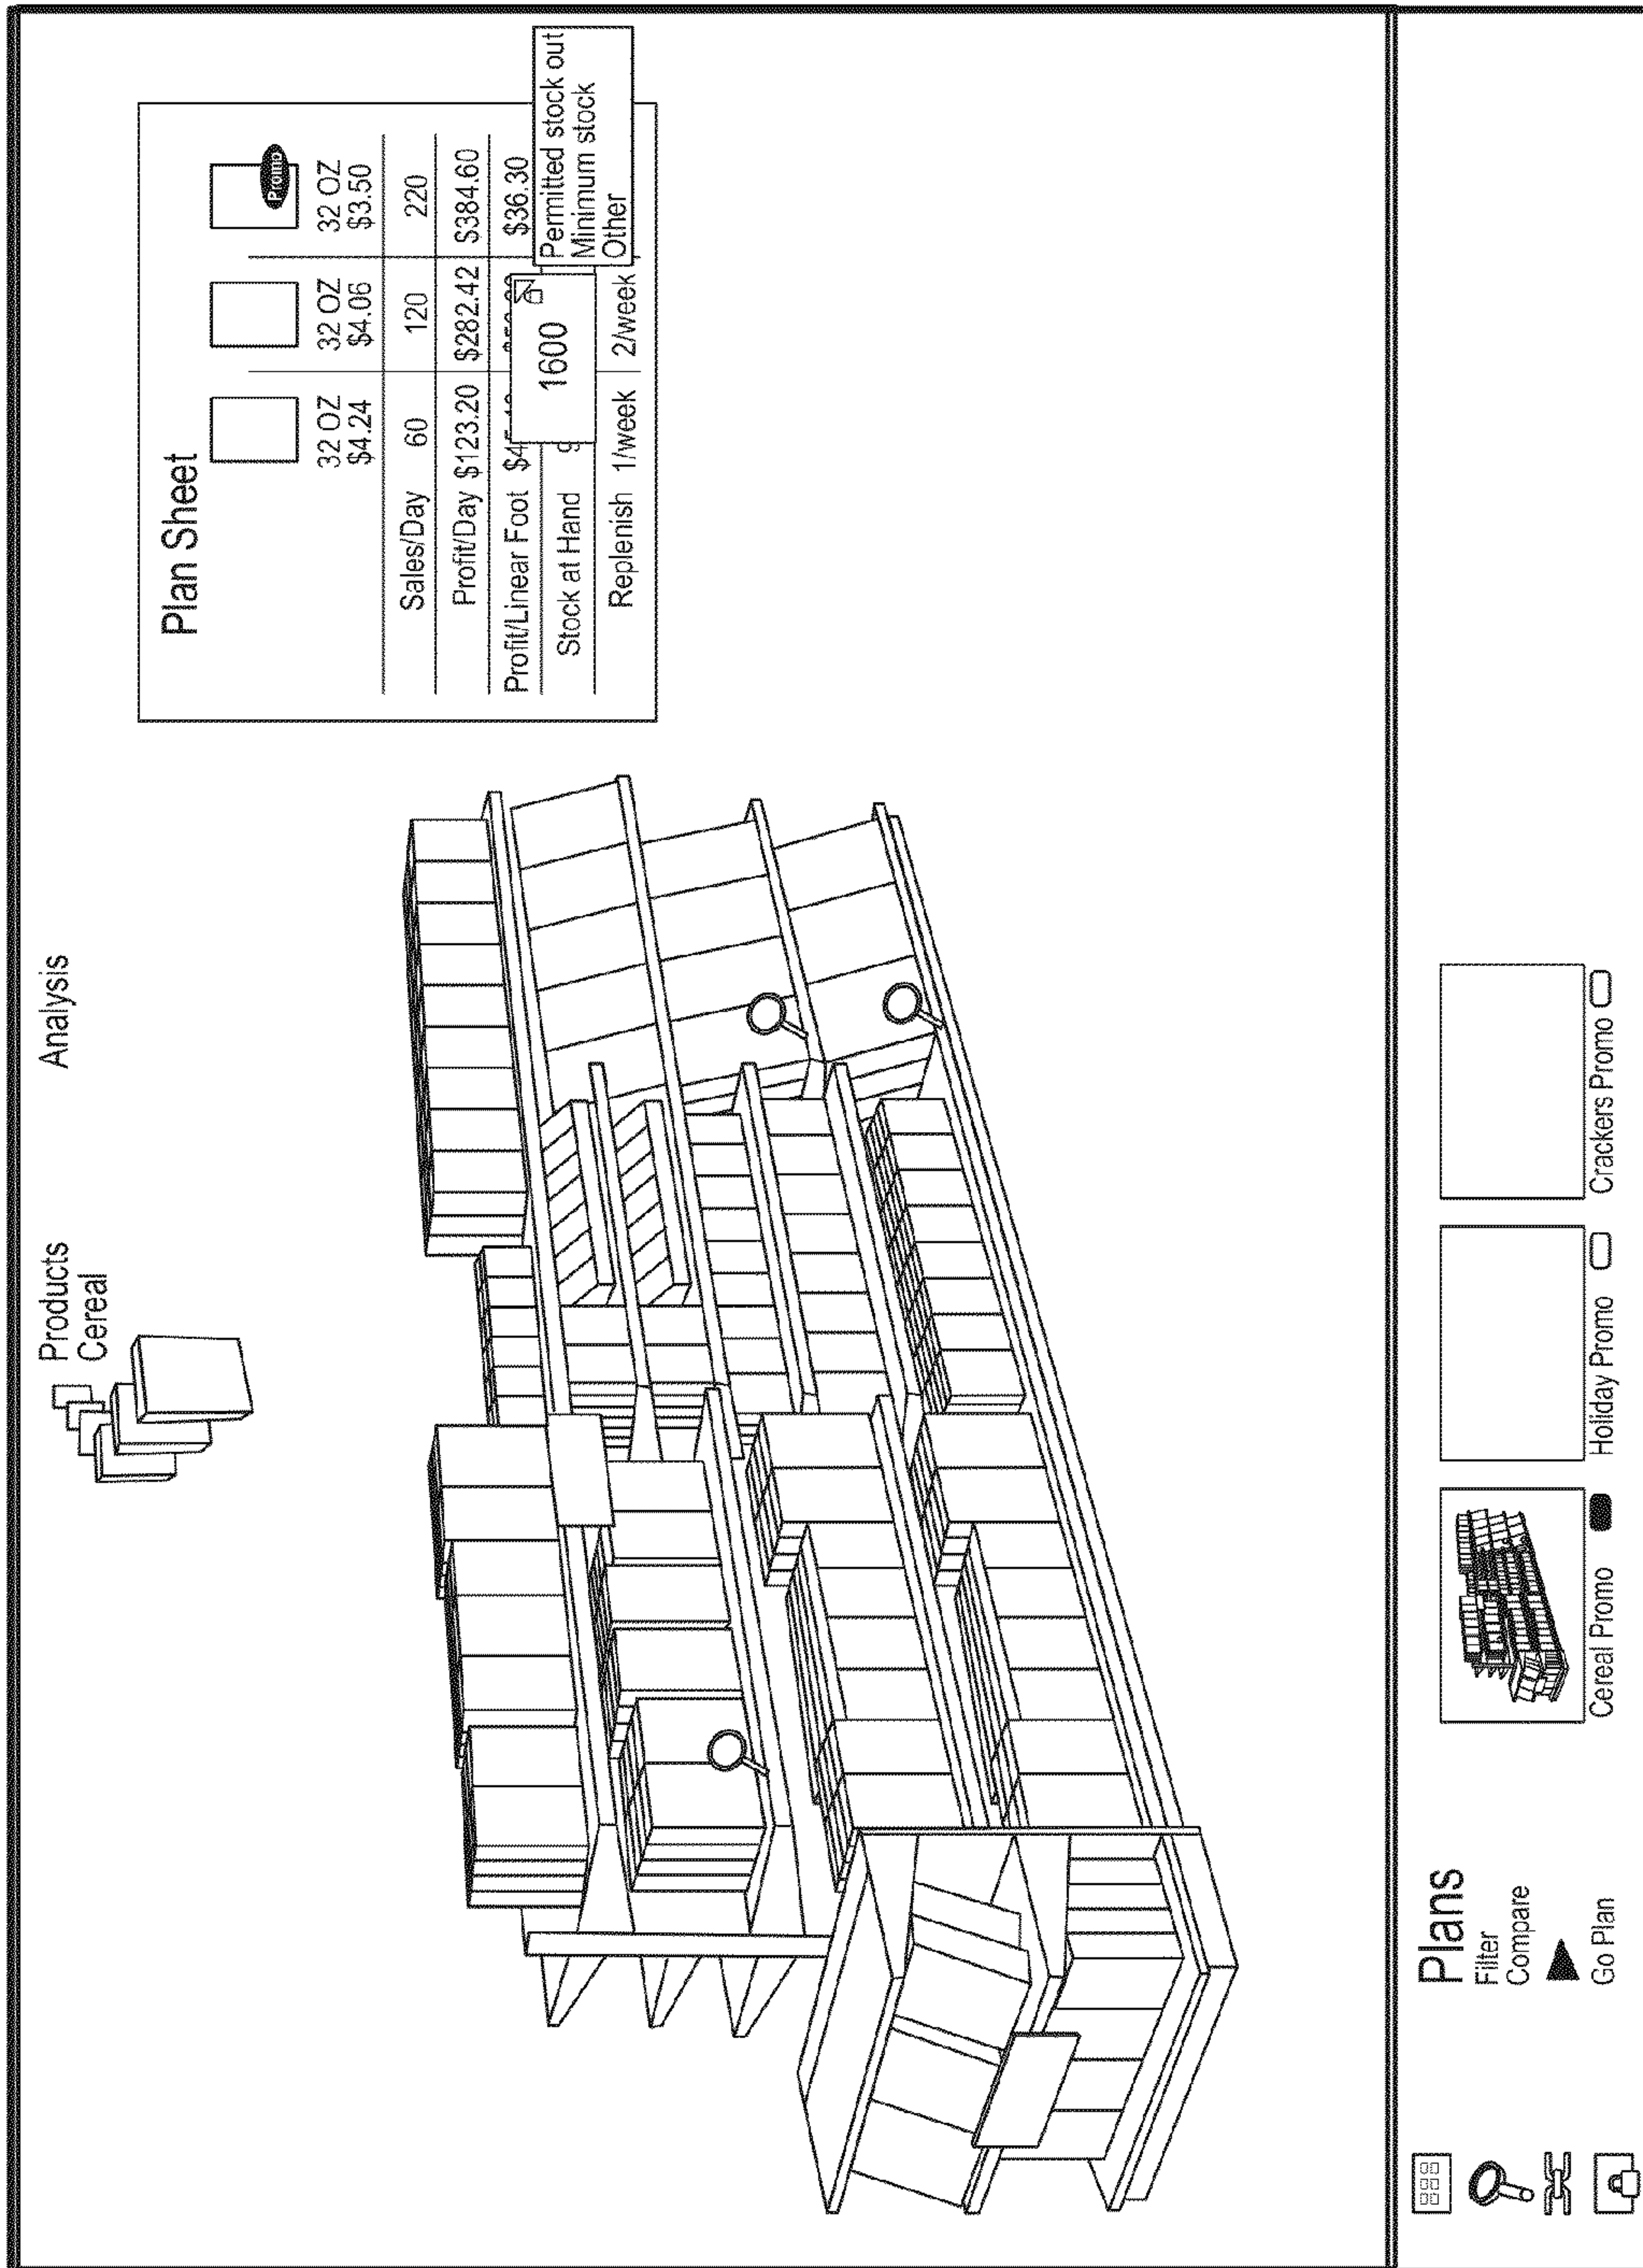 Products
Cereal
Analysis
Plan Sheet
Promo
32 OZ 32 OZ 32 OZ
$4.24 $4.06 $3.50
Sales/Day 60 120 220
Profit/Day $123.20 $282.42 $384.60
Profit/Linear Foot $36.30
1600
Permitted stock out
Minimum stock
Other
Stock at Hand
Replenish 1/week 2/week
Plans
Filter
Compare
Go Plan
Cereal Promo
Holiday Promo
Crackers Promo